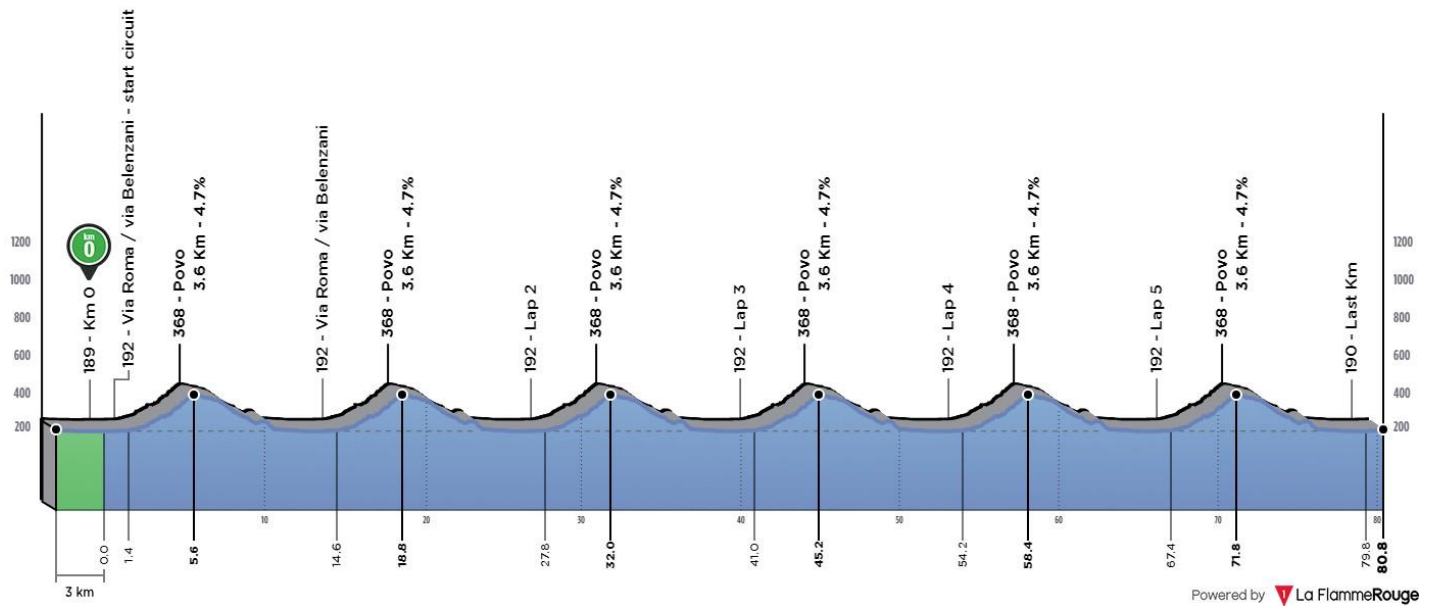 189 - Km 0
km
0
192 - Via Roma / via Belenzani - start circuit
368 - Povo
3.6 Km - 4.7%
192 - Via Roma / via Belenzani
368 - Povo
3.6 Km - 4.7%
192 - Lap 2
368 - Povo
3.6 Km - 4.7%
192 - Lap 3
368 - Povo
3.6 Km - 4.7%
192 - Lap 4
368 - Povo
3.6 Km - 4.7%
192 - Lap 5
368 - Povo
3.6 Km - 4.7%
190 - Last Km
1200
1000
800
600
400
200
1200
1000
800
600
400
200
10
20
30
40
50
60
70
80
0.0
1.4
5.6
14.6
18.8
27.8
32.0
41.0
45.2
54.2
58.4
67.4
71.8
79.8
80.8
3 km
Powered by 1 La FlammeRouge